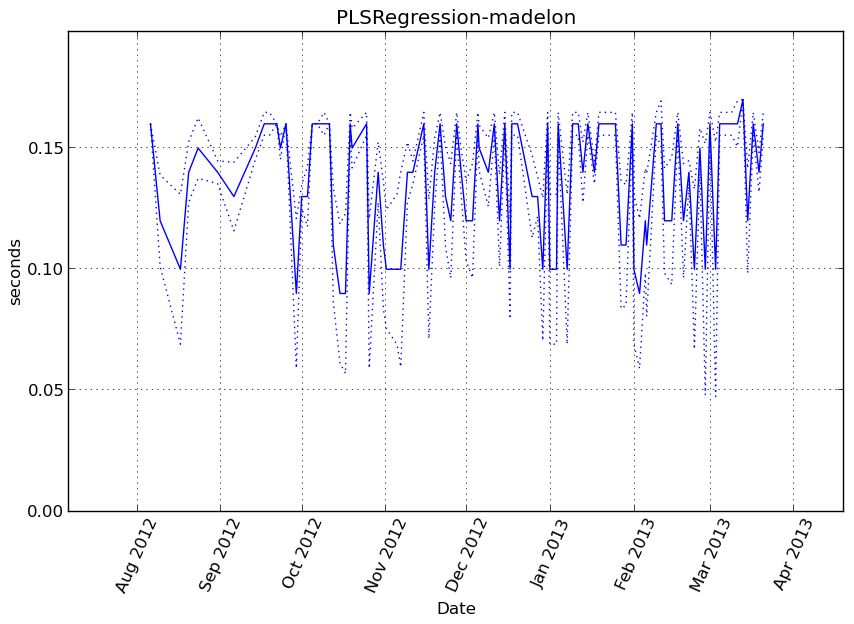 PLSRegression-madelon
seconds
0.15
0.10
0.05
0.00
Aug 2012
Sep 2012
Oct 2012
Nov 2012
Dec 2012
Jan 2013
Feb 2013
Mar 2013
Apr 2013
Date